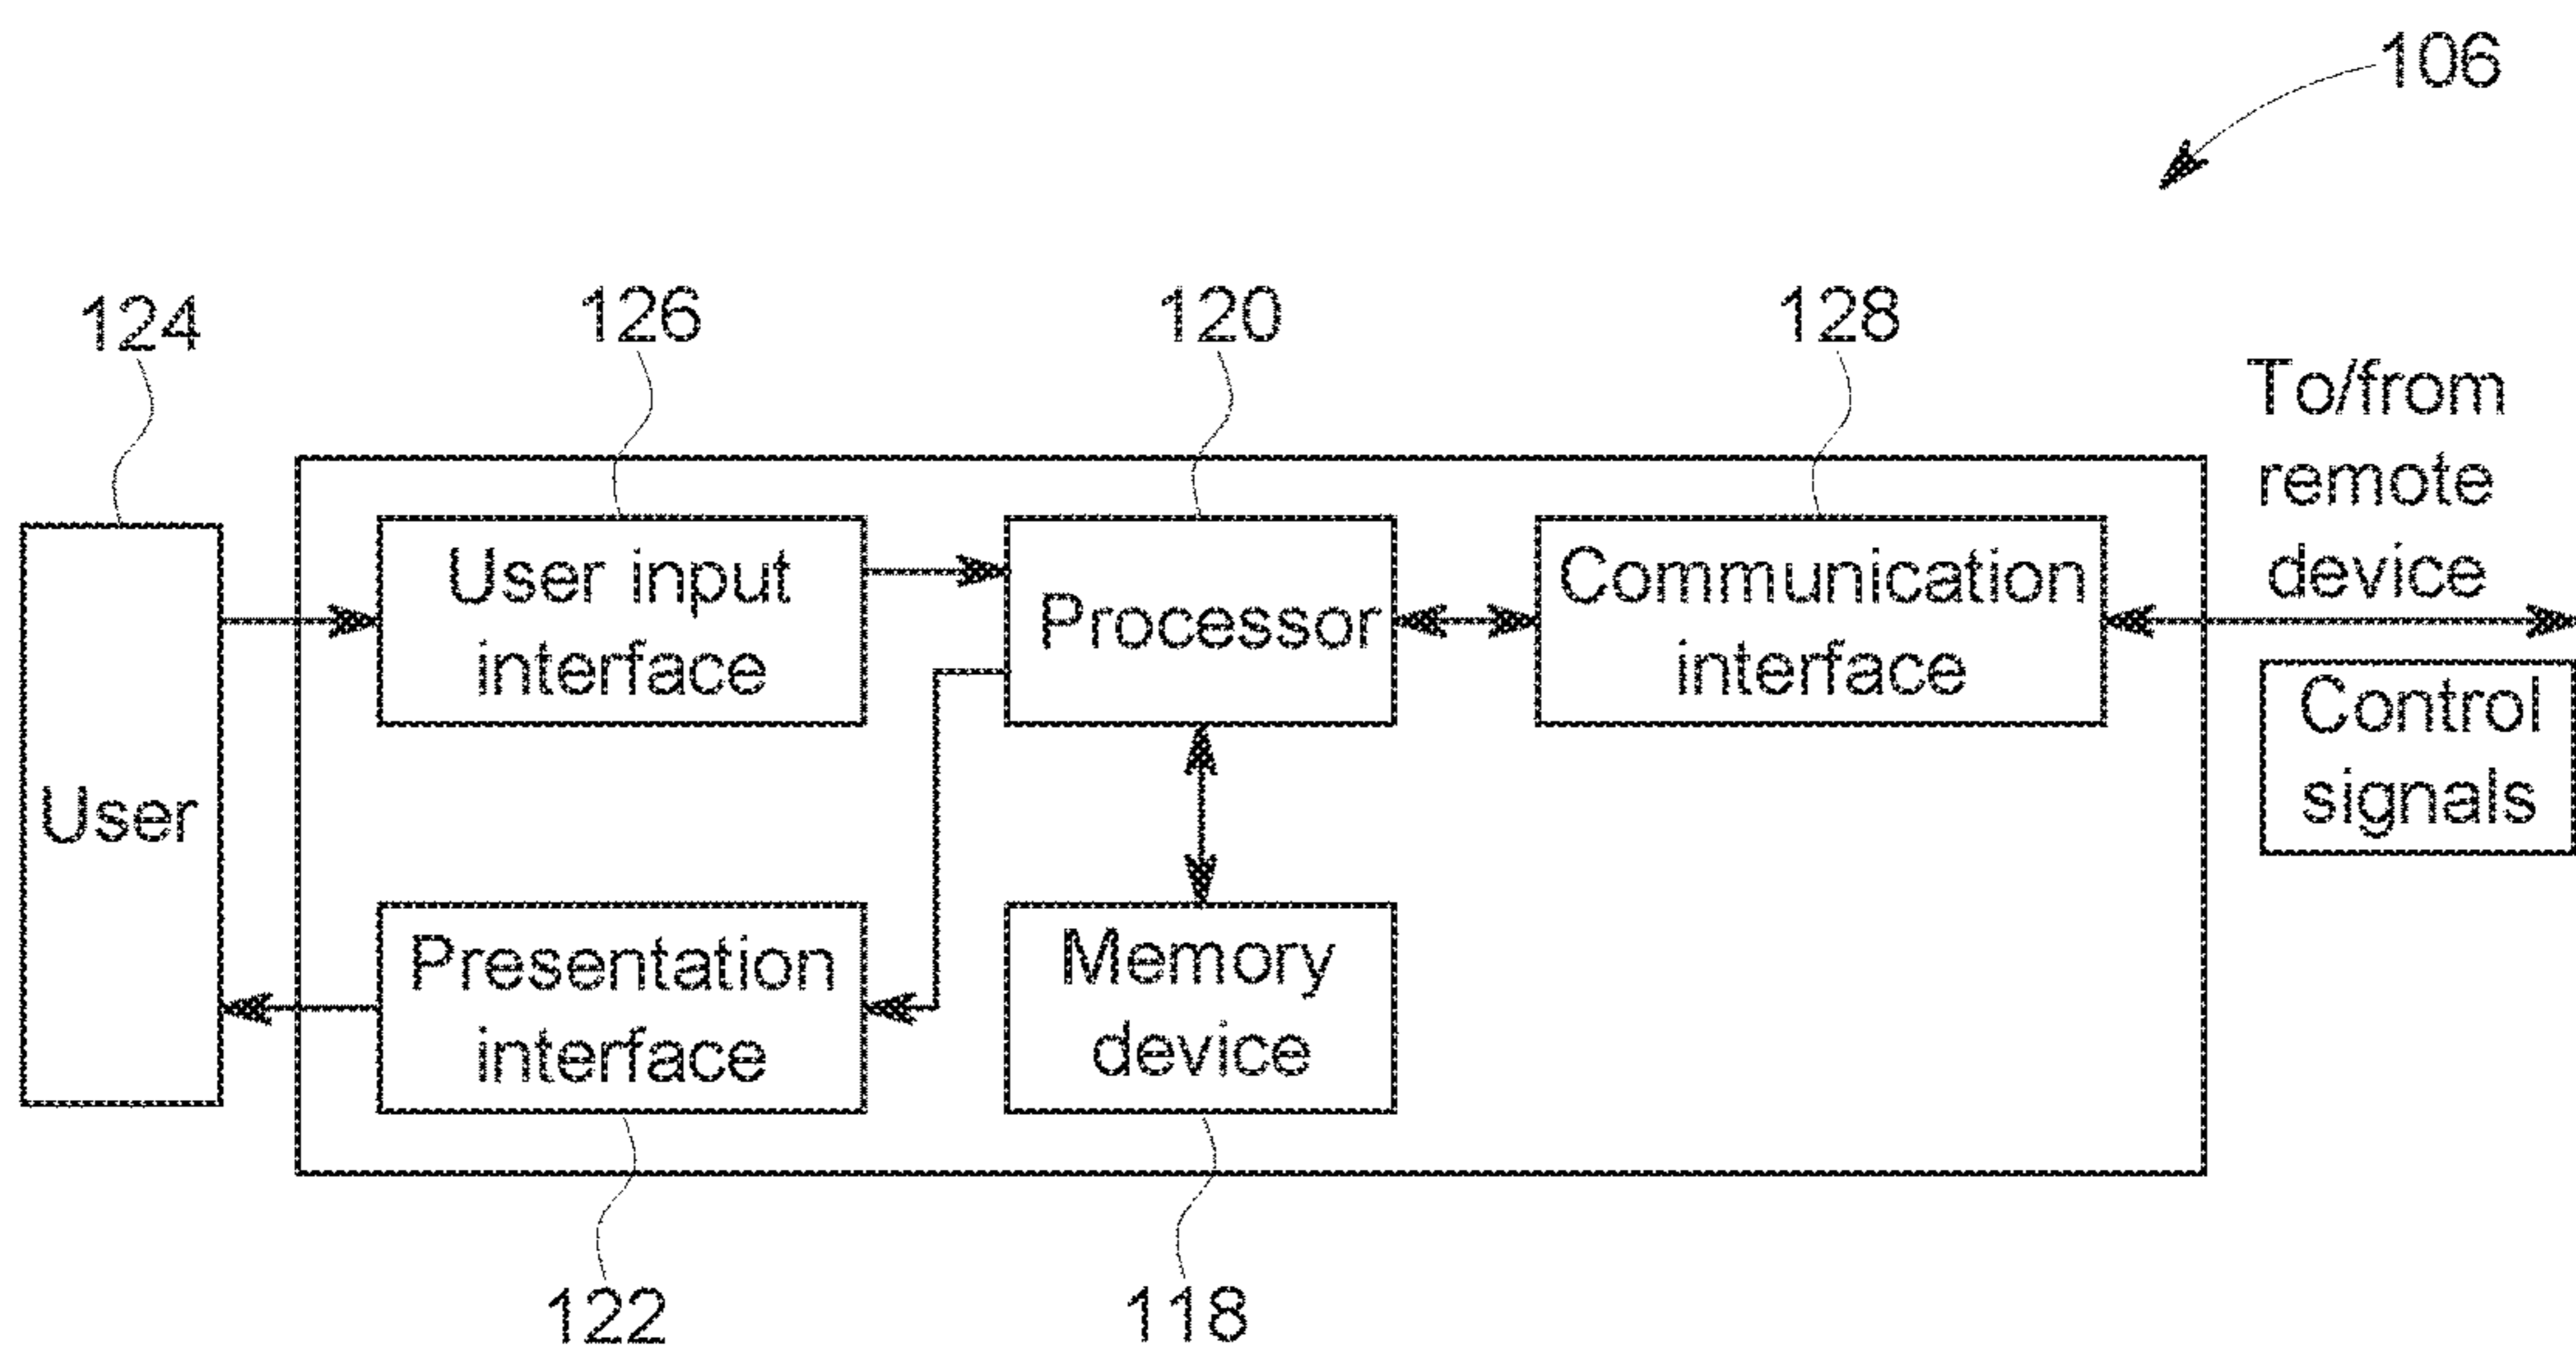 106
124
126
120
128
To/from
remote
device
User input
interface
Processor
Communication
interface
Control
signals
User
Presentation
interface
Memory
device
122
118